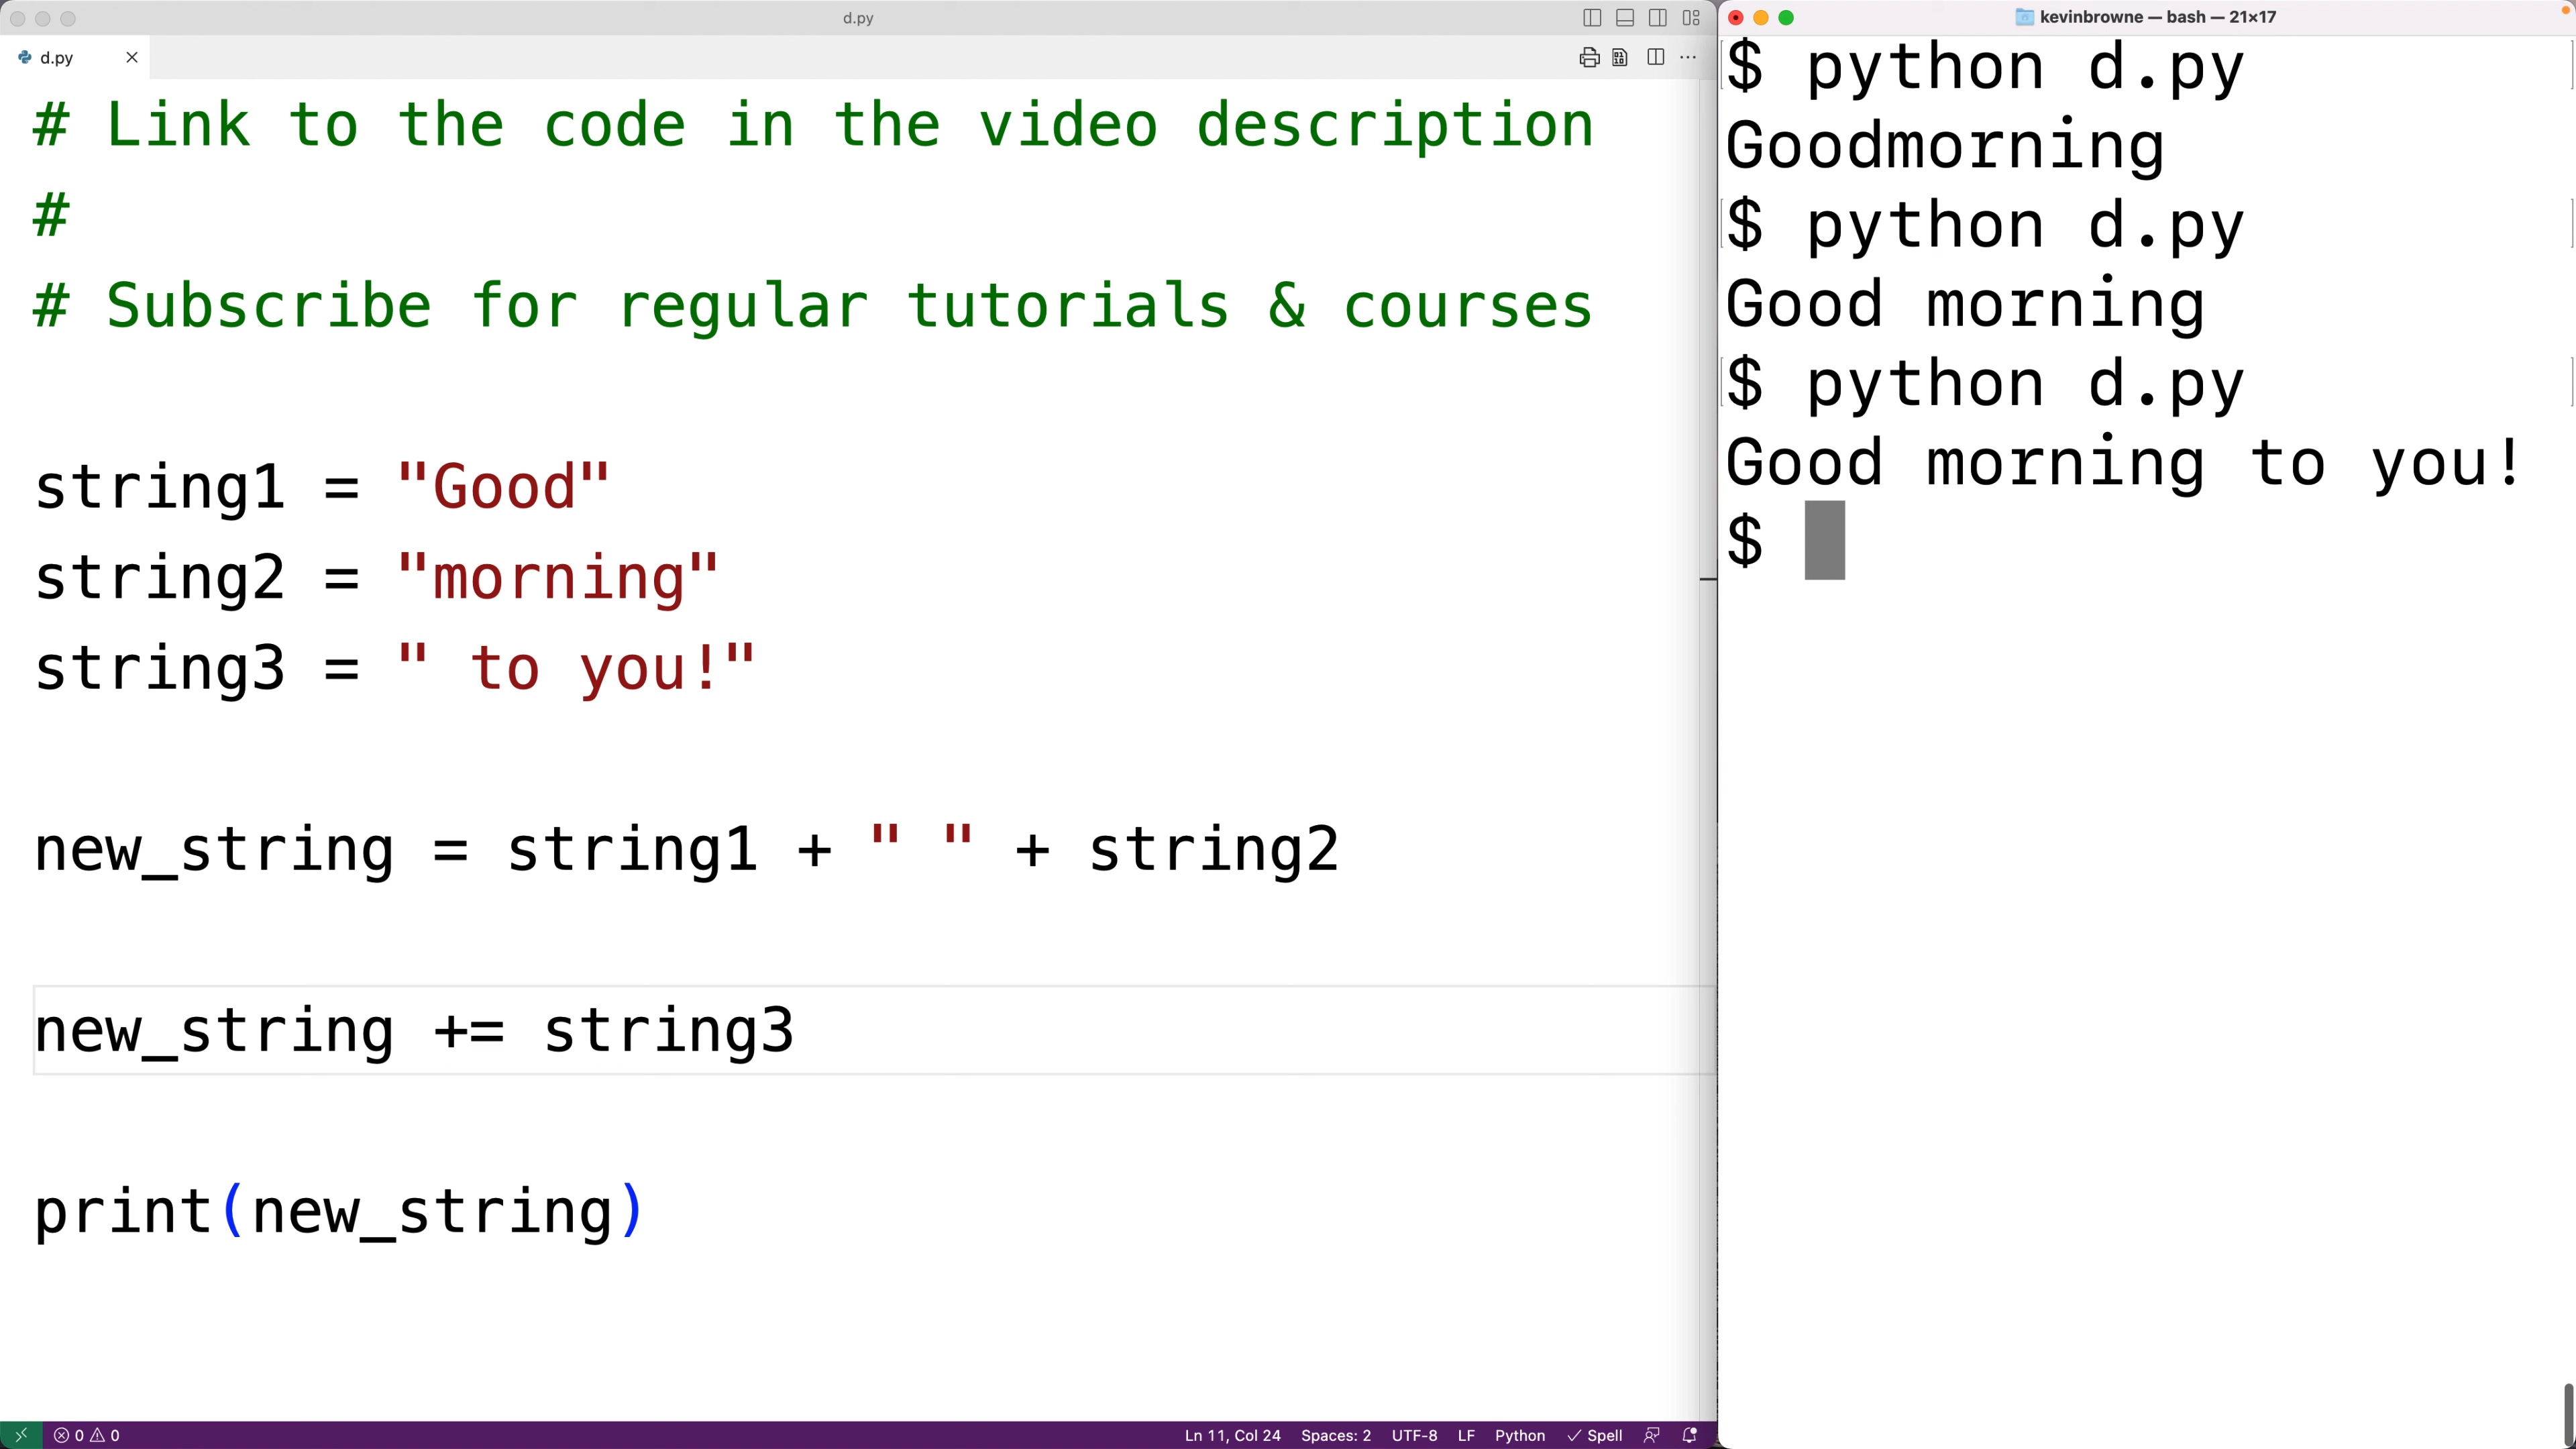 d.py
d.py
# Link to the code in the video description
#
# Subscribe for regular tutorials & courses
string1 = "Good"
string2 = "morning"
string3 = " to you!"
new_string = string1 + " " + string2
new_string += string3
print(new_string)
0 0
Ln 11, Col 24 Spaces: 2 UTF-8 LF Python Spell
kevinbrowne — bash — 21×17
$ python d.py
Goodmorning
$ python d.py
Good morning
$ python d.py
Good morning to you!
$